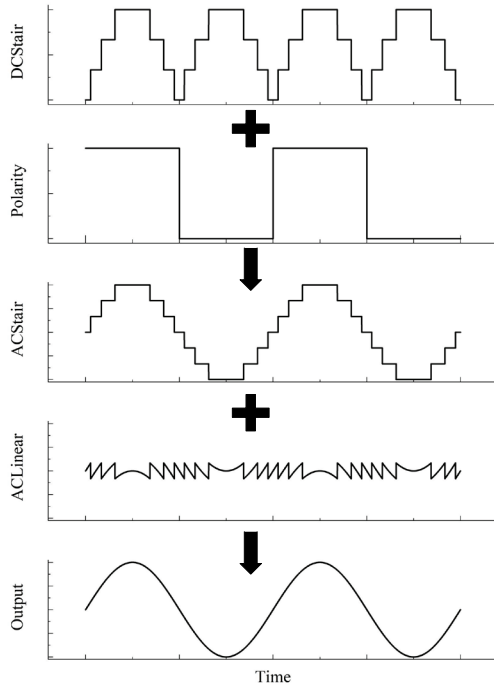 DCStair
Polarity
ACStair
ACLinear
Output
Time